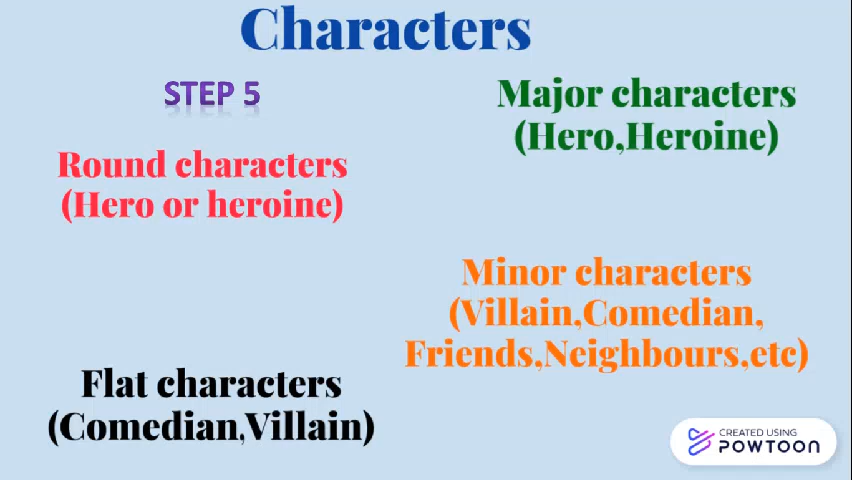 Characters
STEP 5
Major characters
(Hero,Heroine)
Round characters
(Hero or heroine)
Minor characters
(Villain,Comedian,
Friends,Neighbours,etc)
Flat characters
(Comedian,Villain)
CREATED USING
POWTOON